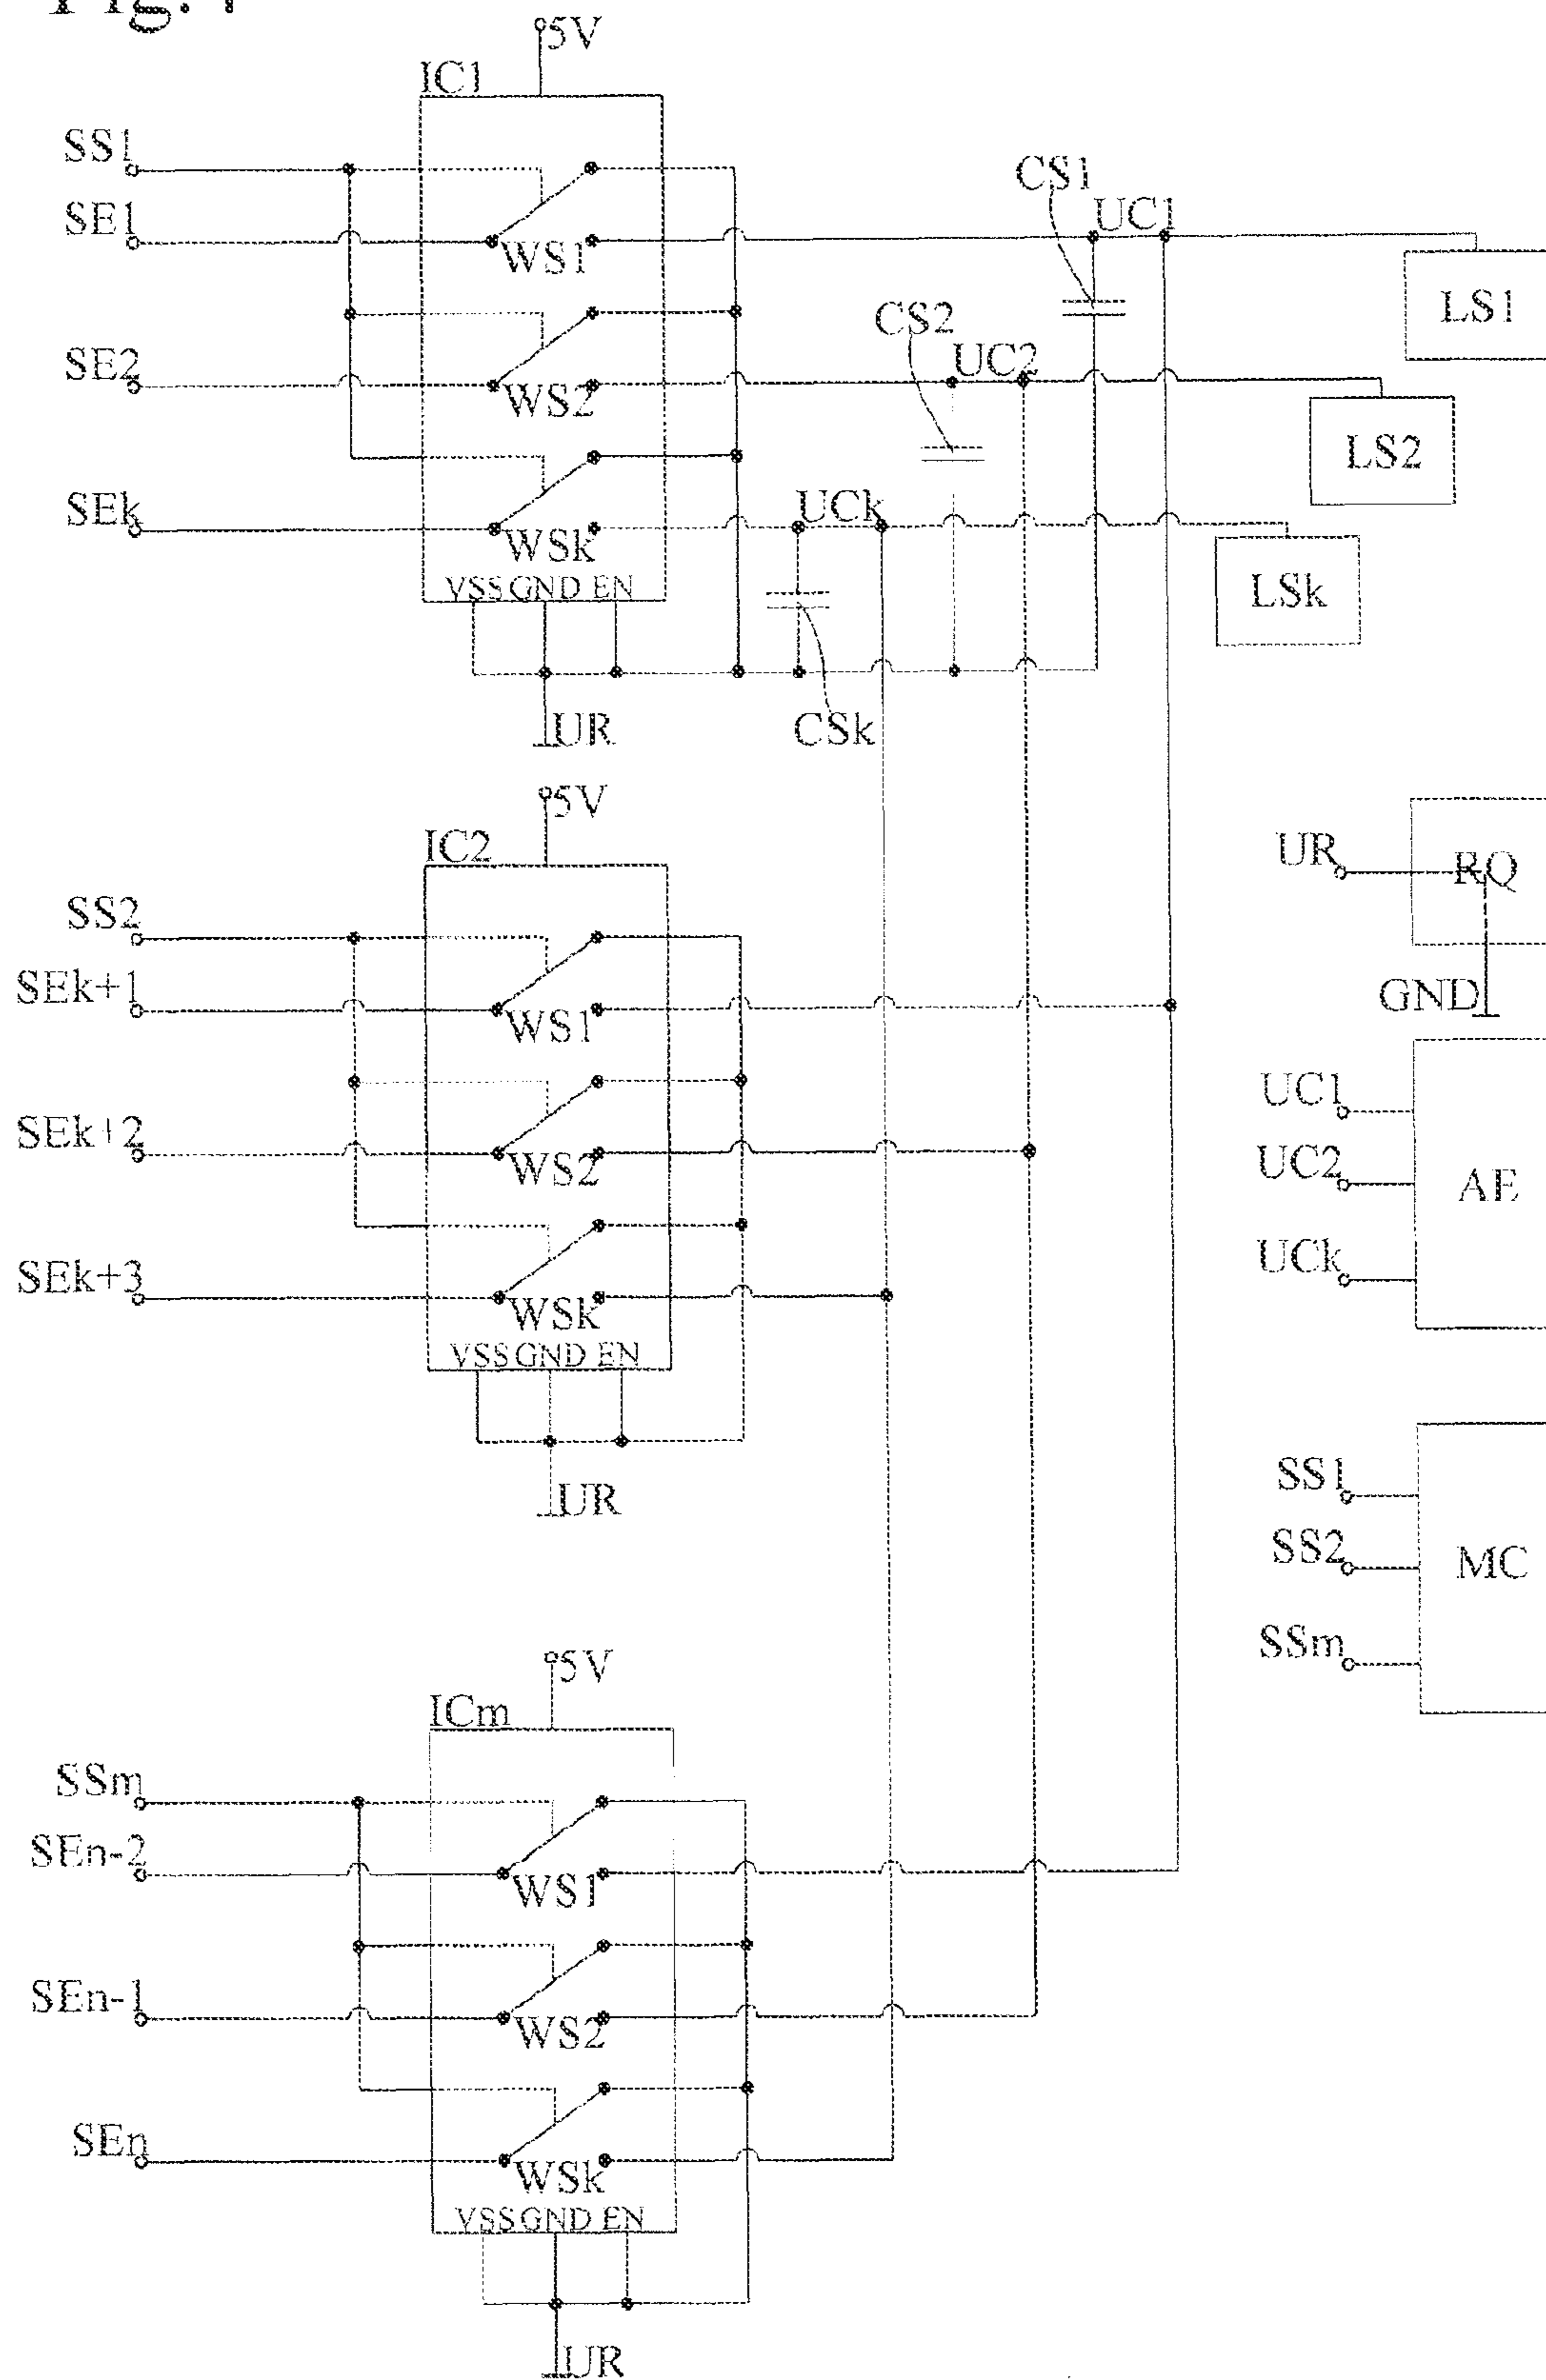 5V
IC1
SS1
SE1
WS1
CS1
UC1
LS1
SE2
WS2
CS2
UC2
LS2
SEk
WSk
UCk
LSk
VSS GND EN
UR
CSk
5V
IC2
UR
RQ
GND
SS2
SEk+1
WS1
SEk+2
WS2
SEk+3
WSk
VSS GND EN
UR
UC1
UC2
AE
UCk
SS1
SS2
MC
SSm
5V
ICm
SSm
SEn-2
WS1
SEn-1
WS2
SEn
WSk
VSS GND EN
UR